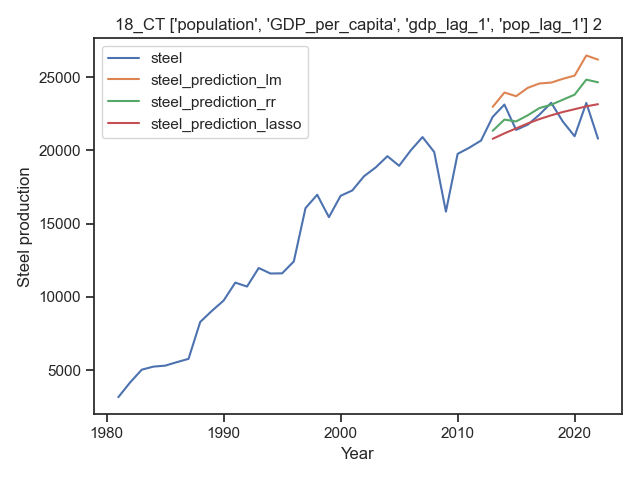 18_CT ['population', 'GDP_per_capita', 'gdp_lag_1', 'pop_lag_1'] 2
steel
steel_prediction_lm
steel_prediction_rr
steel_prediction_lasso
Steel production
25000
20000
15000
10000
5000
1980 1990 2000 2010 2020
Year